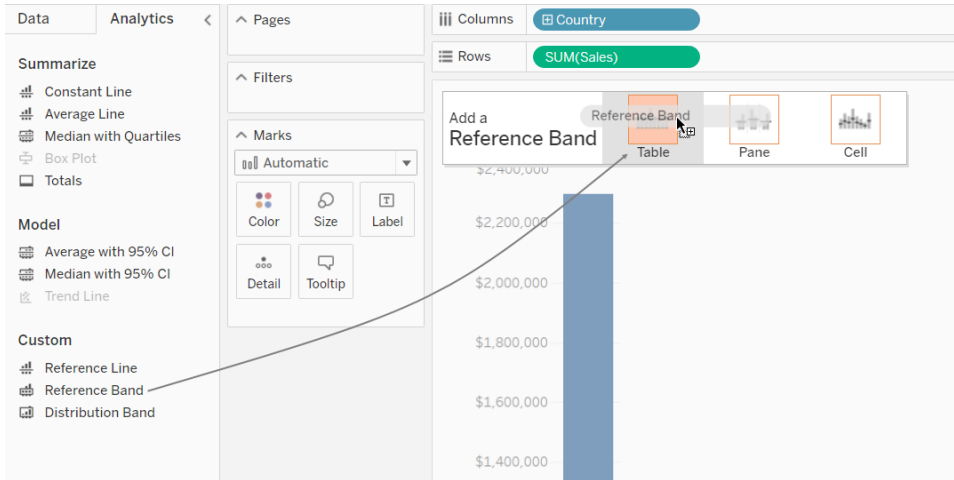 Data
Analytics
Summarize
Constant Line
Average Line
Median with Quartiles
Box Plot
Totals
Model
Average with 95% CI
Median with 95% CI
Trend Line
Custom
Reference Line
Reference Band
Distribution Band
Pages
Filters
Marks
Automatic
Color
Size
Label
Detail
Tooltip
Columns
Country
Rows
SUM(Sales)
Add a
Reference Band
Reference Band
Table
Pane
Cell
$2,400,000
$2,200,000
$2,000,000
$1,800,000
$1,600,000
$1,400,000